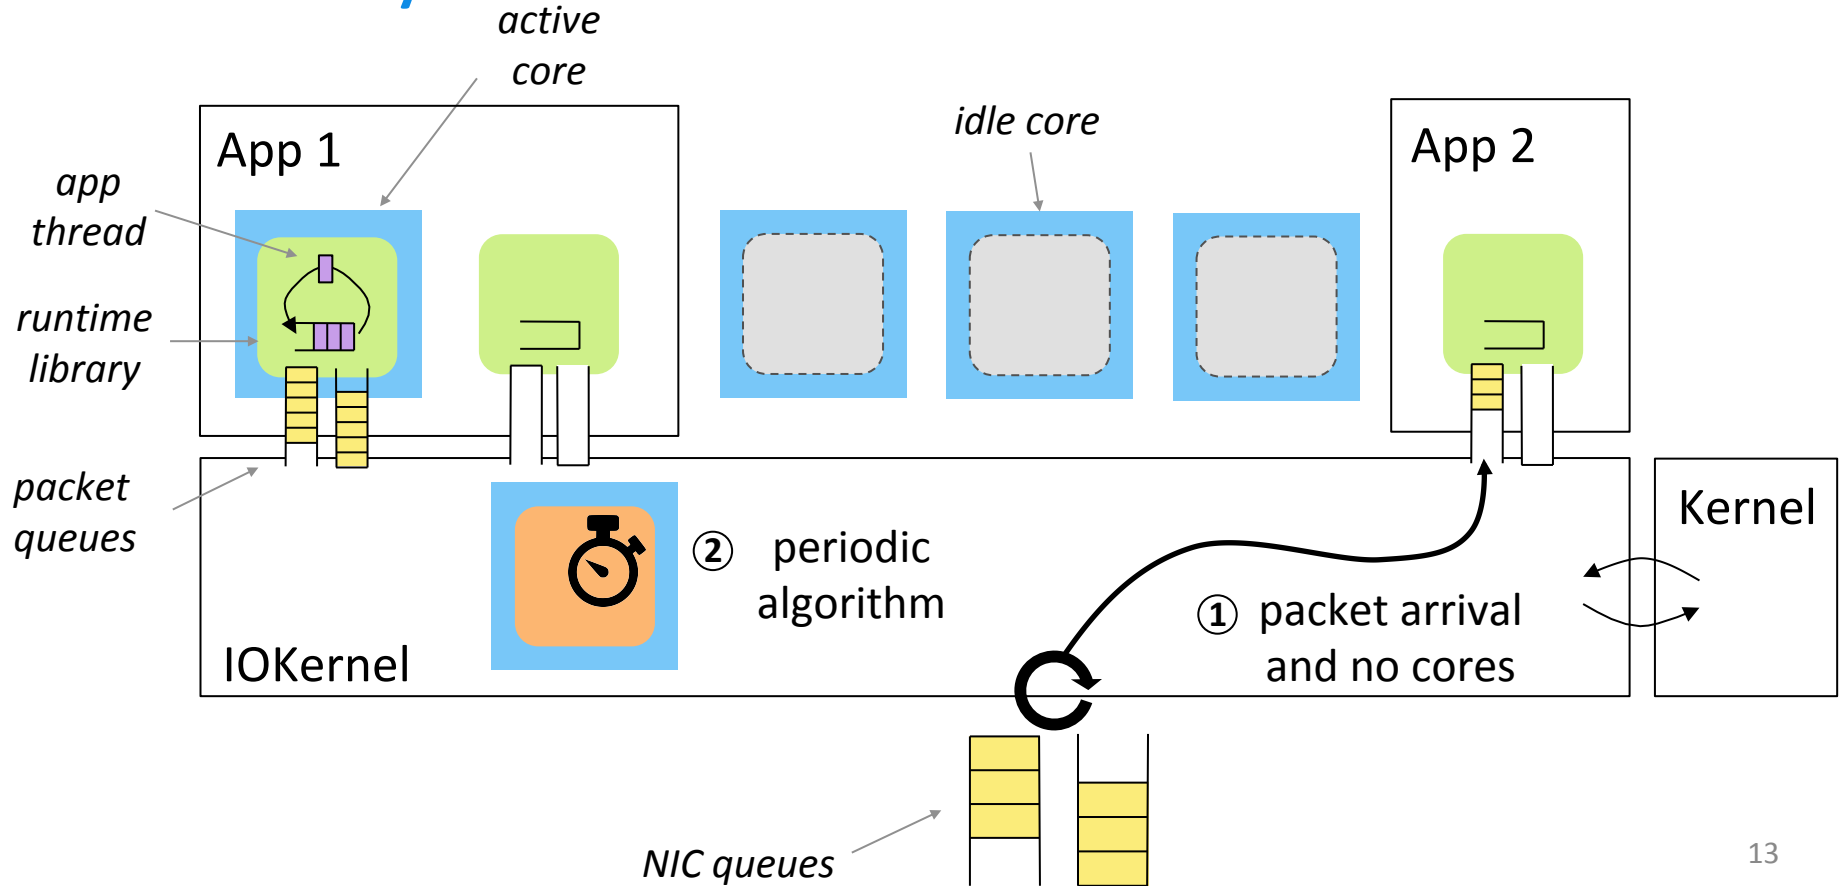 active
core
App 1
idle core
App 2
app
thread
runtime
library
packet
queues
② periodic
algorithm
① packet arrival
and no cores
Kernel
IOKernel
NIC queues
13